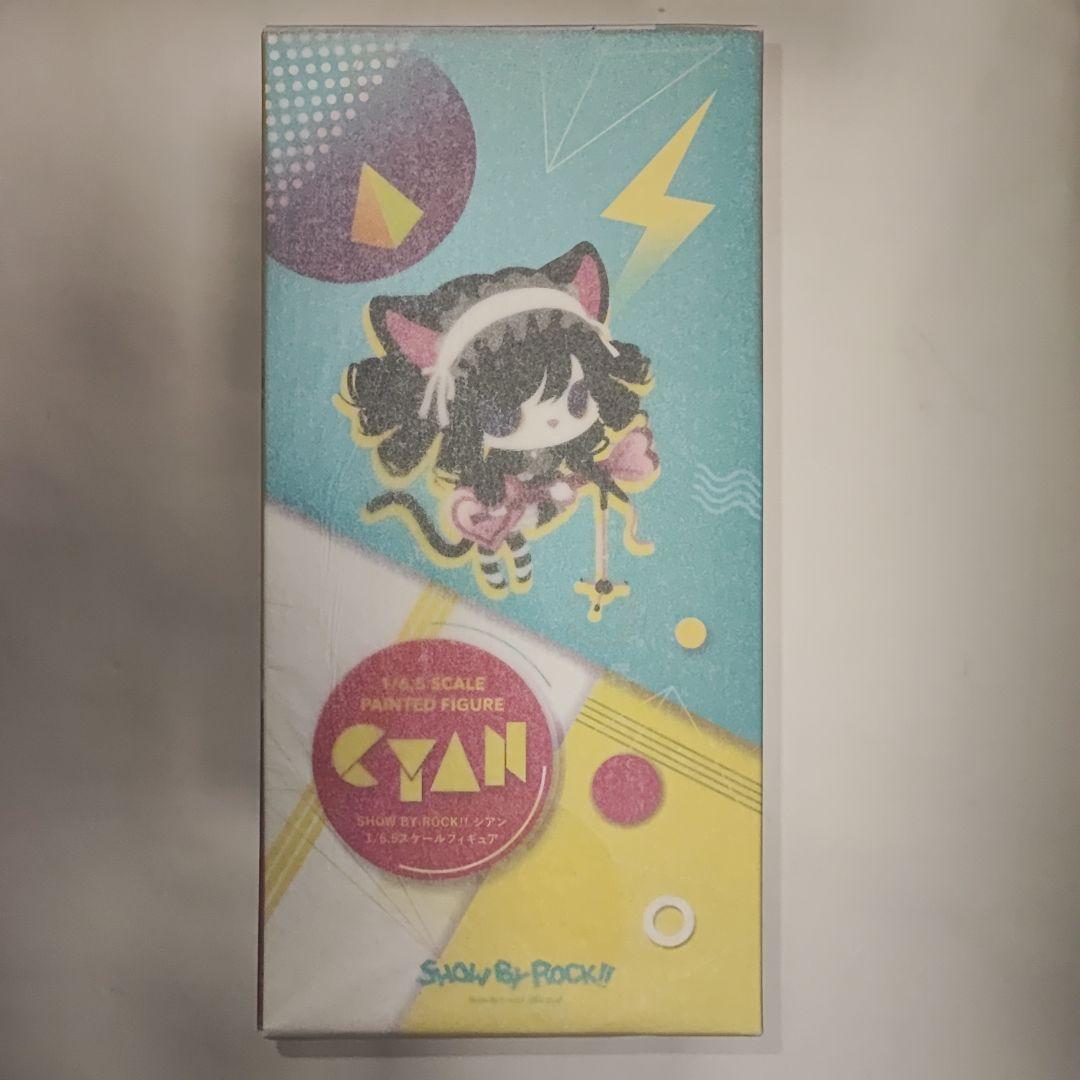 1/6.5 SCALE
PAINTED FIGURE
CYAN
SHOW BY ROCK!! シアン
1/6.5スケールフィギュア
SHOW BY ROCK!!